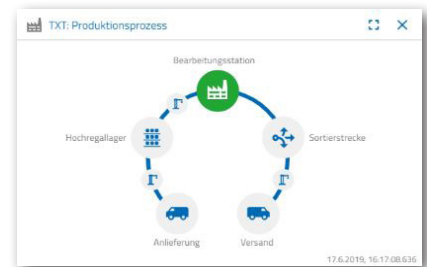 TXT: Produktionsprozess
Bearbeitungsstation
Hochregallager
Sortierstrecke
Anlieferung
Versand
17.6.2019, 16:17:08.636